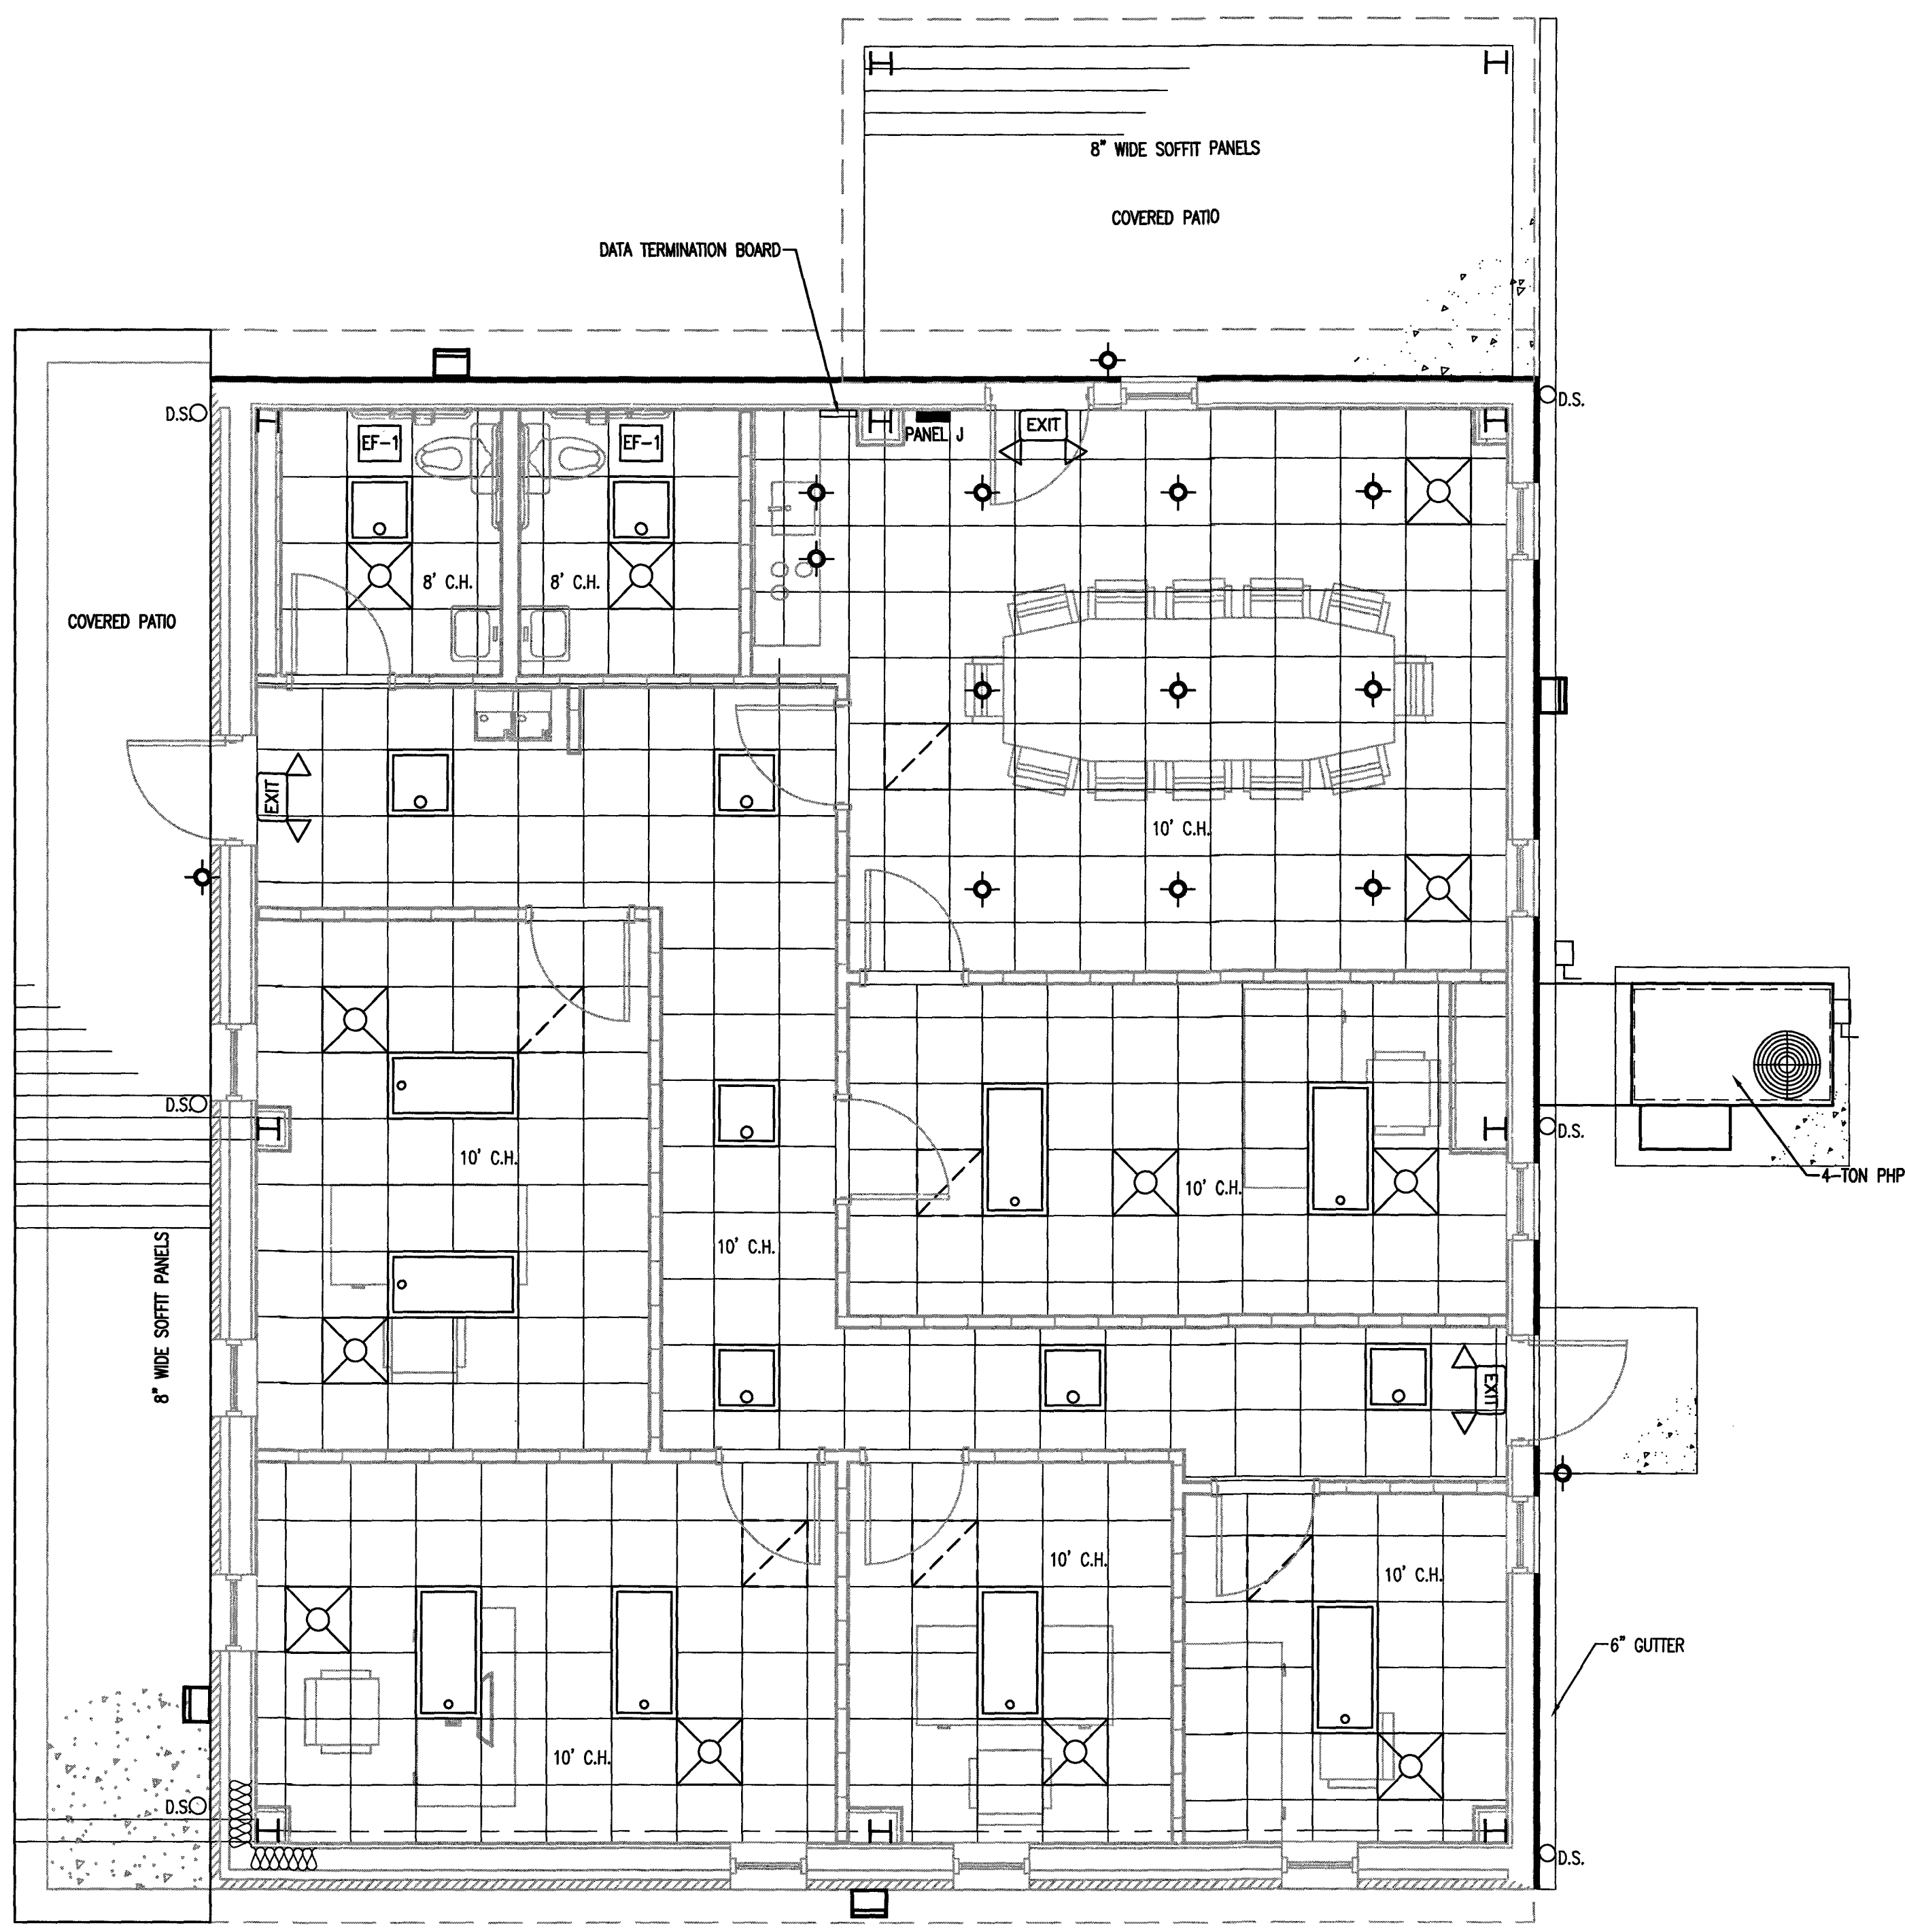 8" WIDE SOFFIT PANELS
COVERED PATIO
DATA TERMINATION BOARD
D.S.
D.S.
EF-1
EF-1
PANEL J
EXIT
8' C.H.
8' C.H.
COVERED PATIO
EXIT
10' C.H.
D.S.
10' C.H.
D.S.
4-TON PHP
10' C.H.
10' C.H.
8" WIDE SOFFIT PANELS
EXIT
10' C.H.
10' C.H.
6" GUTTER
10' C.H.
D.S.
D.S.